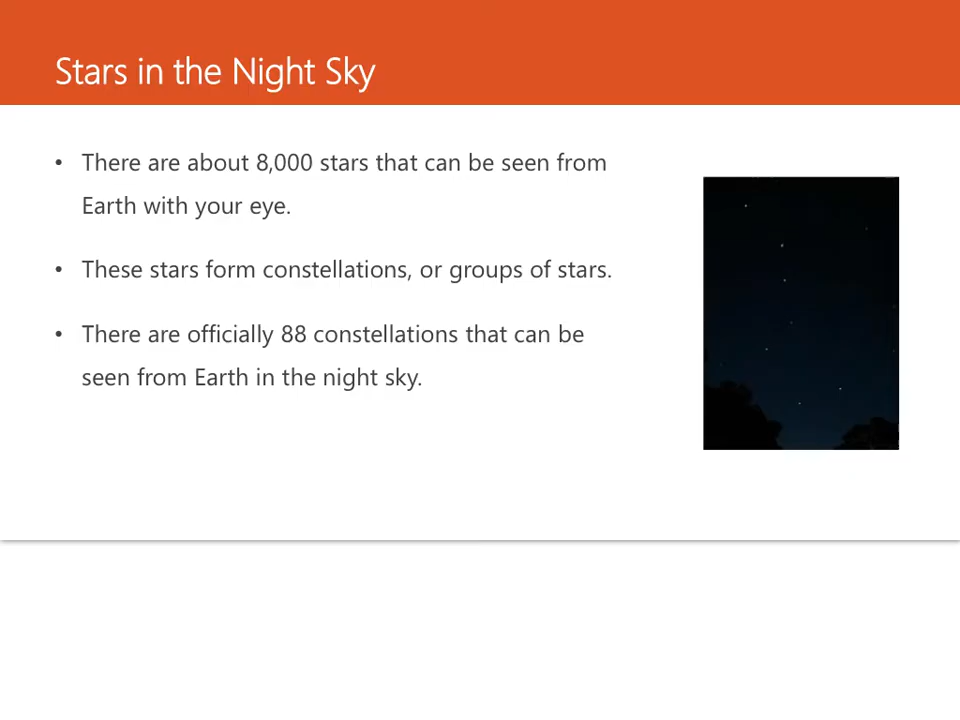 Stars in the Night Sky
• There are about 8,000 stars that can be seen from
Earth with your eye.
• These stars form constellations, or groups of stars.
• There are officially 88 constellations that can be
seen from Earth in the night sky.